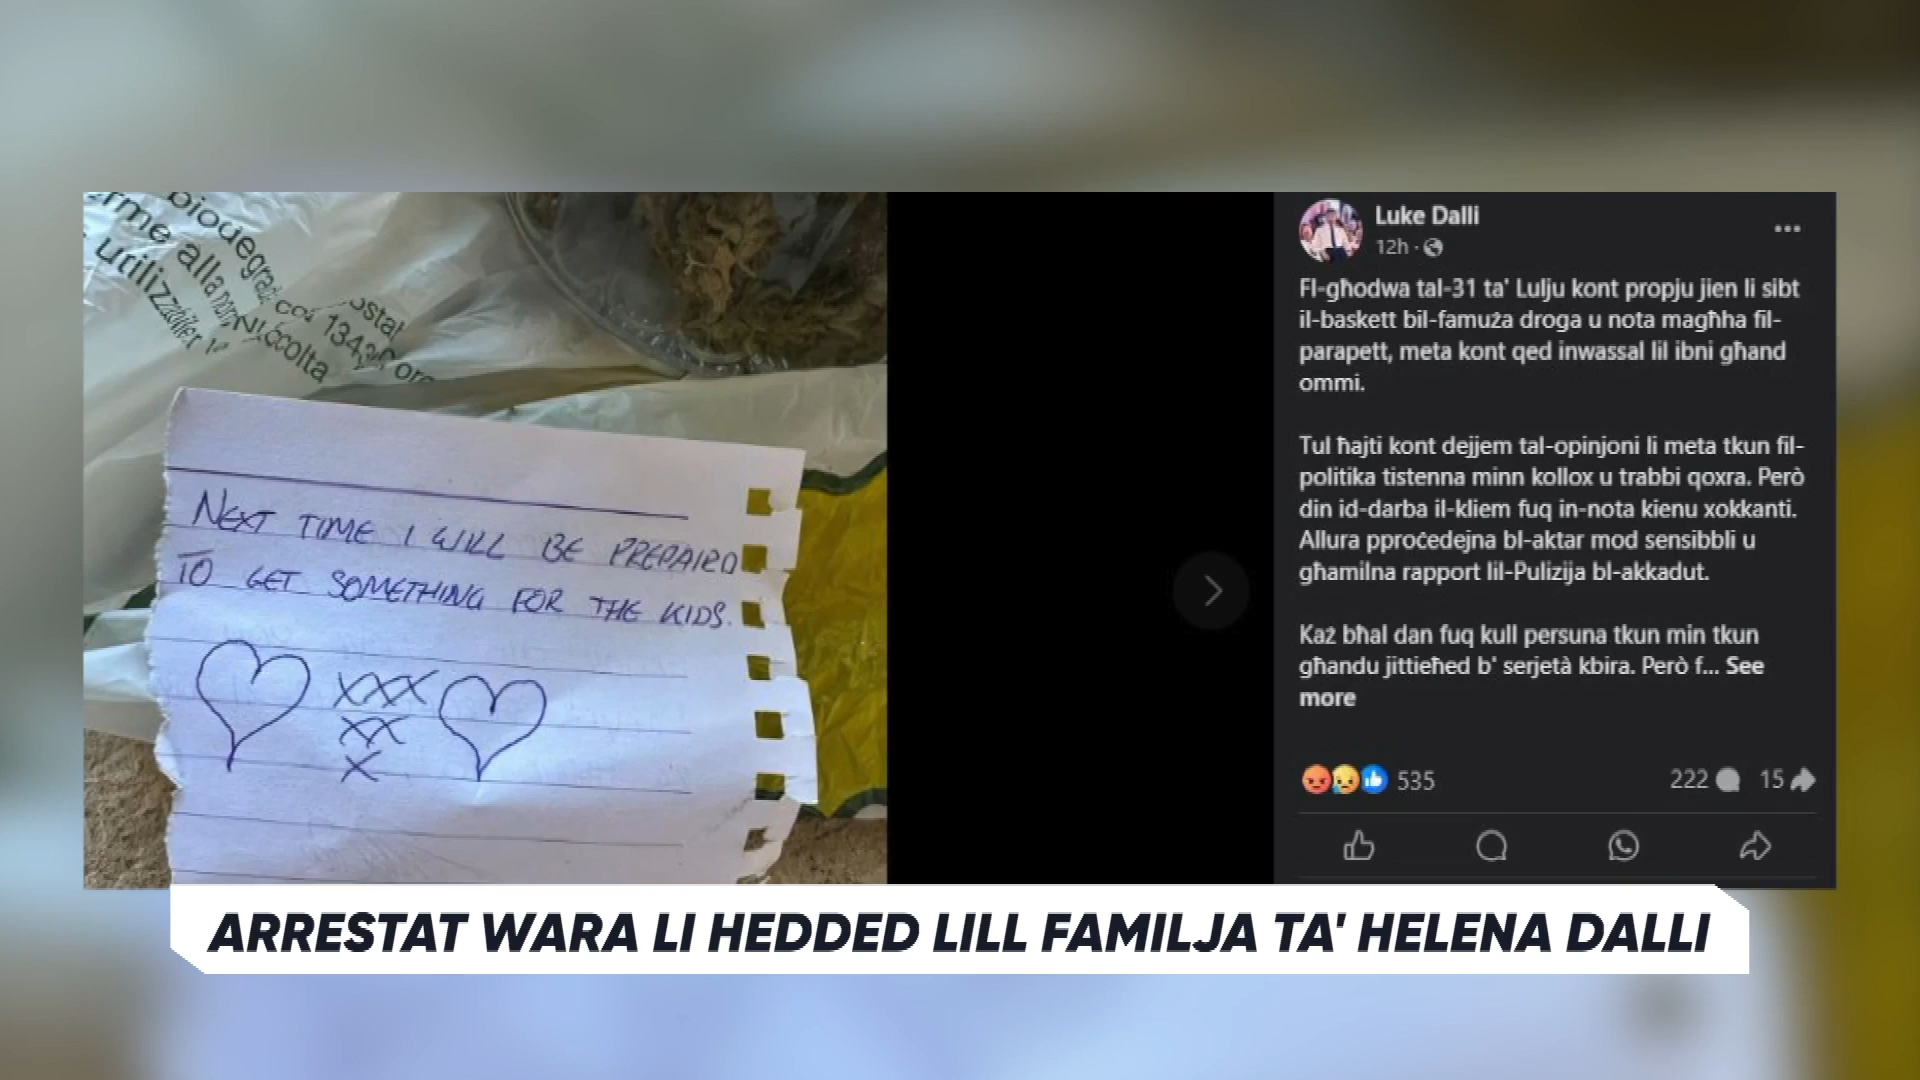 biodegrad
erme alla
utilizza
ostal
Next time I will be prepaired
to get something for the kids.
xxx
xx
x
Luke Dalli
12h ·
Fl-għodwa tal-31 ta' Lulju kont propju jien li sibt
il-baskett bil-famuża droga u nota magħha fil-
parapett, meta kont qed inwassal lil ibni għand
ommi.
Tul ħajti kont dejjem tal-opinjoni li meta tkun fil-
politika tistenna minn kollox u trabbi qoxra. Però
din id-darba il-kliem fuq in-nota kienu xokkanti.
Allura pproċedejna bl-aktar mod sensibbli u
għamilna rapport lil-Pulizija bl-akkadut.
Każ bħal dan fuq kull persuna tkun min tkun
għandu jittieħed b' serjetà kbira. Però f... See
more
535
222
15
ARRESTAT WARA LI HEDDED LILL FAMILJA TA' HELENA DALLI